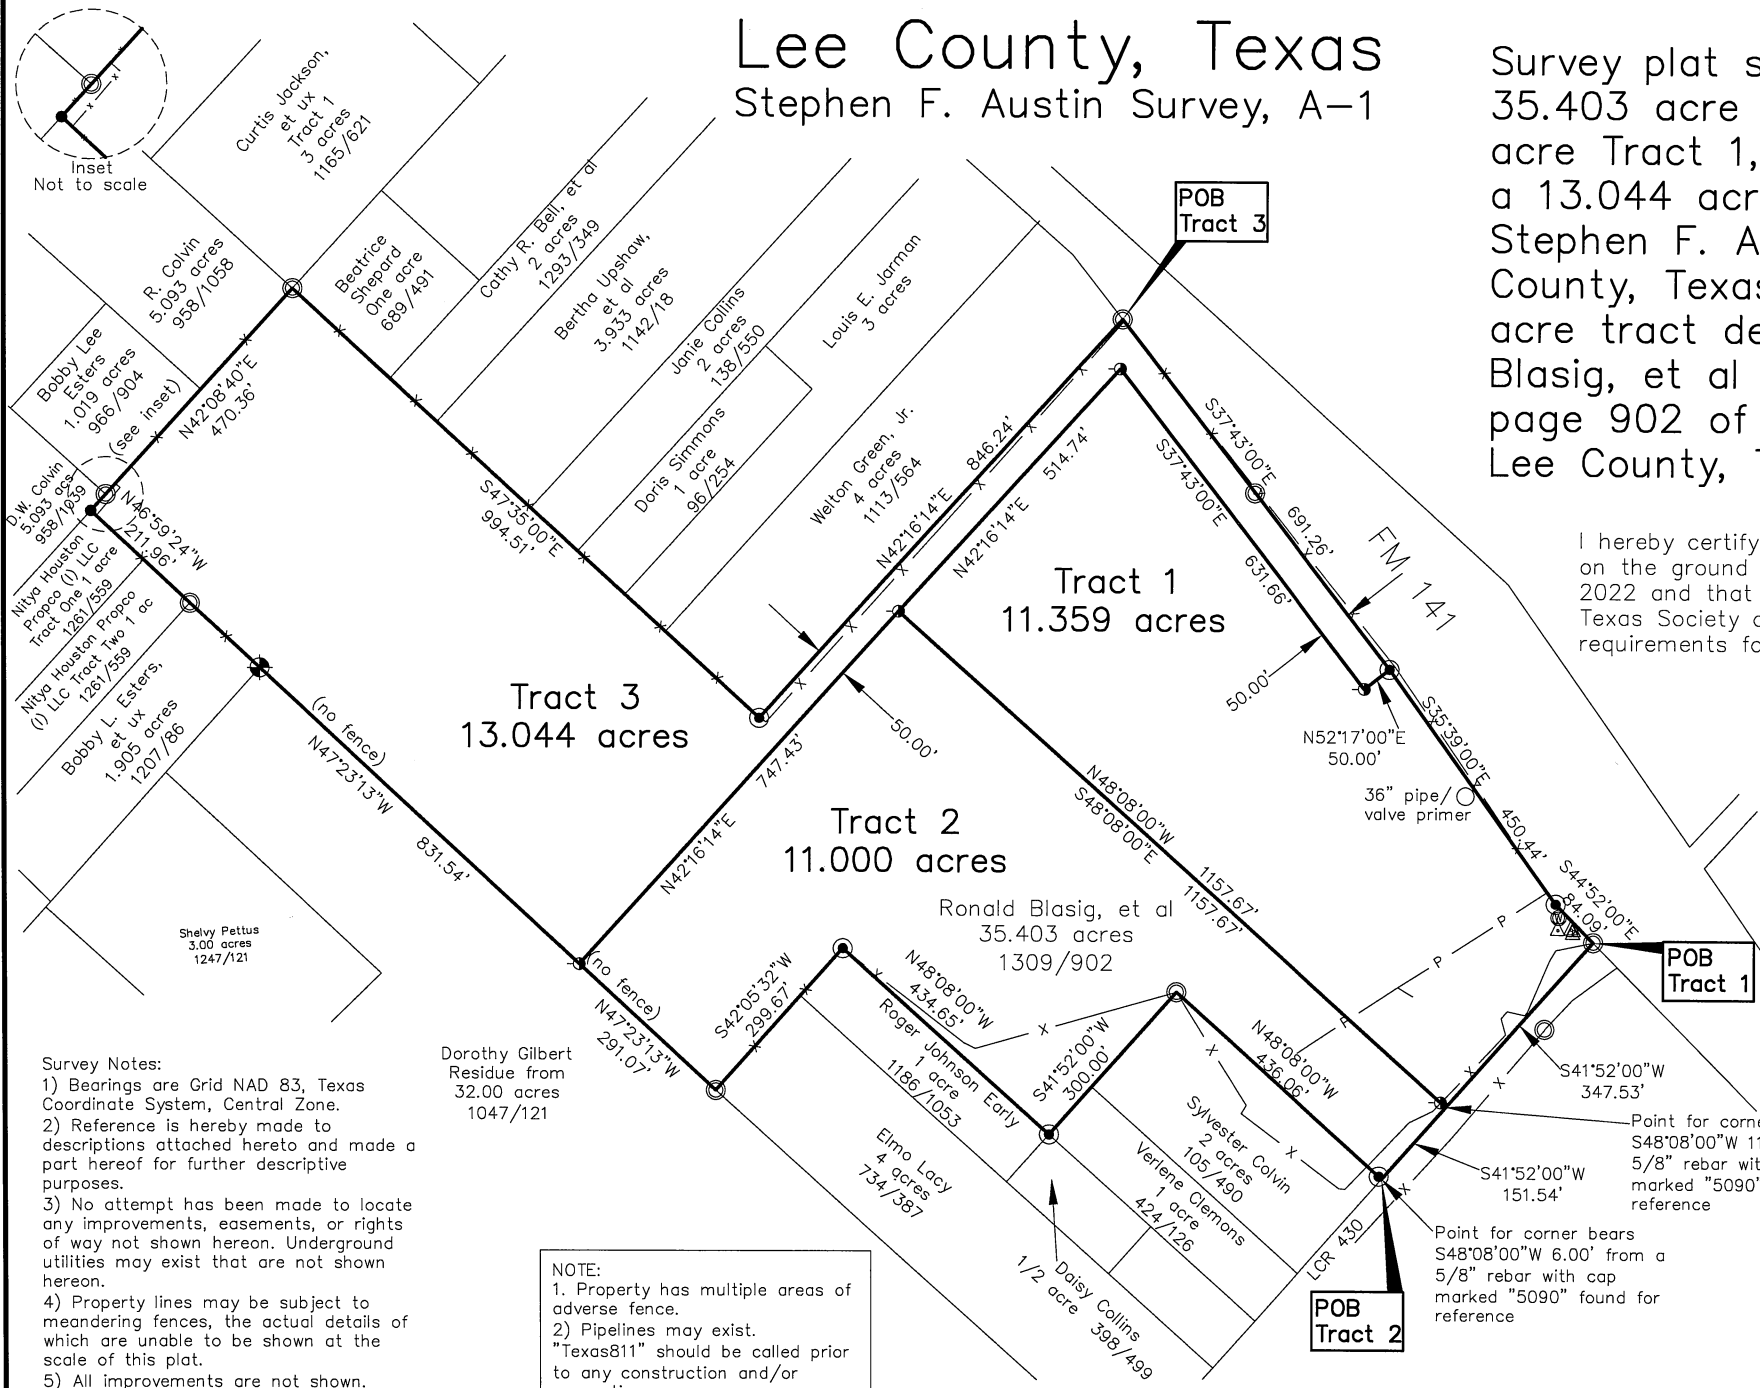 Lee County, Texas
Stephen F. Austin Survey, A-1
Survey plat s
35.403 acre
acre Tract 1,
a 13.044 acr
Stephen F. A
County, Texas
acre tract de
Blasig, et al
page 902 of
Lee County, T
I hereby certify
on the ground
2022 and that
Texas Society o
requirements fo
Inset
Not to scale
Curtis Jackson,
et ux
Tract 1
3 acres
1165/621
R. Colvin
5.093 acres
958/1058
Beatrice
Shepard
One acre
689/491
Cathy R. Bell, et al
2 acres
1293/349
Bertha Upshaw,
et al
3.933 acres
1142/18
Janie Collins
2 acres
138/550
Louis E. Jarman
3 acres
Doris Simmons
1 acre
96/254
Welton Green, Jr.
4 acres
1113/564
Bobby Lee
Esters
1.019 acres
966/904
(see inset)
N42°08'40"E
470.36'
D.W. Colvin
5.093 acs
958/1039
N46°59'24"W
211.96'
Nitya Houston
Propco (I) LLC
Tract One 1 acre
1261/559
Nitya Houston Propco
(I) LLC Tract Two 1 ac
1261/559
Bobby L. Esters,
et ux
1.905 acres
1207/86
S47°35'00"E
994.51'
N42°16'14"E
846.24'
N42°16'14"E
514.74'
POB
Tract 3
S37°43'00"E
691.26'
S37°43'00"E
631.66'
FM 141
Tract 1
11.359 acres
50.00'
N52°17'00"E
50.00'
S35°39'00"E
450.44'
36" pipe/
valve primer
S44°52'00"E
84.09'
POB
Tract 1
Tract 3
13.044 acres
50.00'
(no fence)
N47°23'13"W
831.54'
N42°16'14"E
747.43'
Tract 2
11.000 acres
N48°08'00"W
S48°08'00"E
1157.67'
1157.67'
Ronald Blasig, et al
35.403 acres
1309/902
Shelvy Pettus
3.00 acres
1247/121
(no fence)
N47°23'13"W
291.07'
S42°05'32"W
299.67'
N48°08'00"W
434.65'
Roger Johnson Early
1 acre
1186/1053
S41°52'00"W
300.00'
N48°08'00"W
436.06'
S41°52'00"W
347.53'
S41°52'00"W
151.54'
Point for corne
S48°08'00"W 11
5/8" rebar wit
marked "5090"
reference
Point for corner bears
S48°08'00"W 6.00' from a
5/8" rebar with cap
marked "5090" found for
reference
Dorothy Gilbert
Residue from
32.00 acres
1047/121
Elmo Lacy
4 acres
734/387
Sylvester Colvin
2 acres
105/490
Verlene Clemons
1 acre
424/126
Daisy Collins
1/2 acre 398/499
LCR 430
POB
Tract 2
Survey Notes:
1) Bearings are Grid NAD 83, Texas
Coordinate System, Central Zone.
2) Reference is hereby made to
descriptions attached hereto and made a
part hereof for further descriptive
purposes.
3) No attempt has been made to locate
any improvements, easements, or rights
of way not shown hereon. Underground
utilities may exist that are not shown
hereon.
4) Property lines may be subject to
meandering fences, the actual details of
which are unable to be shown at the
scale of this plat.
5) All improvements are not shown.
NOTE:
1. Property has multiple areas of
adverse fence.
2) Pipelines may exist.
"Texas811" should be called prior
to any construction and/or